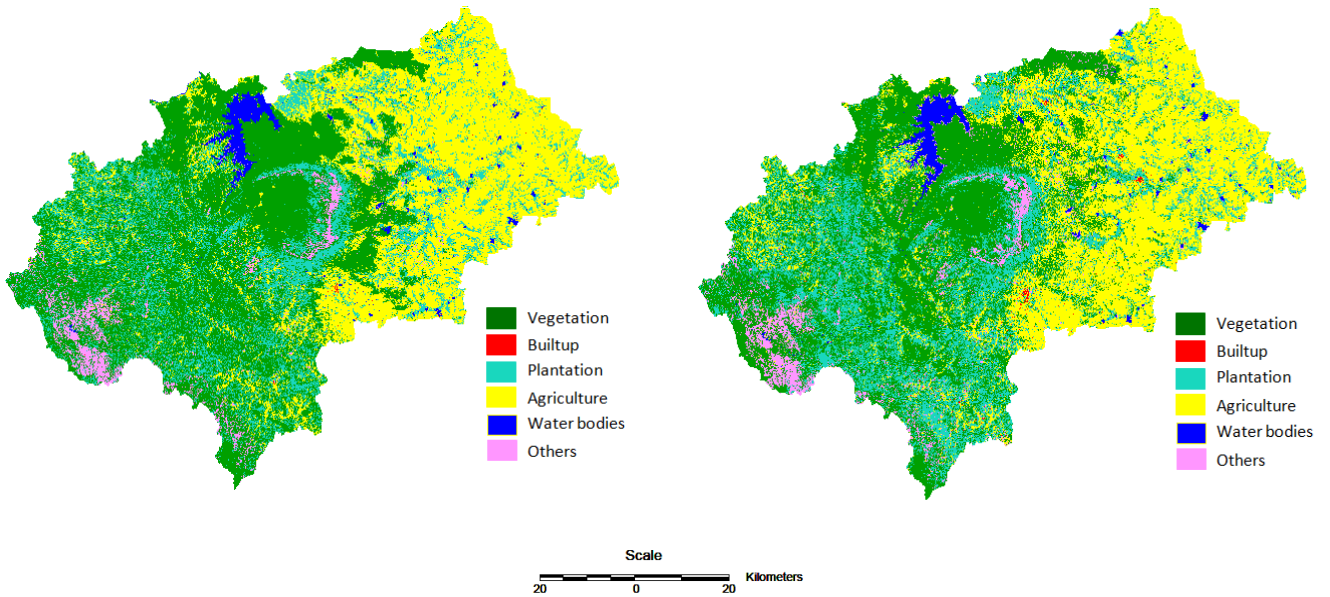 Vegetation
Builtup
Plantation
Agriculture
Water bodies
Others
Vegetation
Builtup
Plantation
Agriculture
Water bodies
Others
Scale
20 0 20 Kilometers